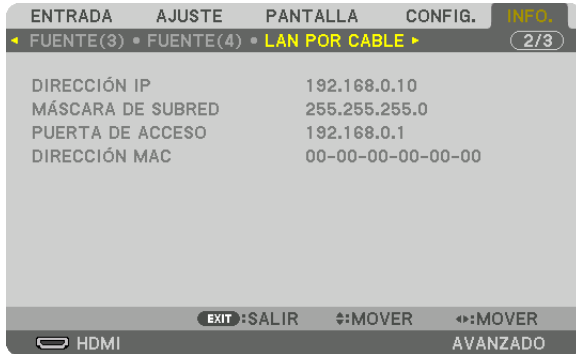 ENTRADA AJUSTE PANTALLA CONFIG. INFO.
◂ FUENTE(3) • FUENTE(4) • LAN POR CABLE ▸ 2/3
DIRECCIÓN IP 192.168.0.10
MÁSCARA DE SUBRED 255.255.255.0
PUERTA DE ACCESO 192.168.0.1
DIRECCIÓN MAC 00-00-00-00-00-00
EXIT :SALIR :MOVER :MOVER
HDMI AVANZADO